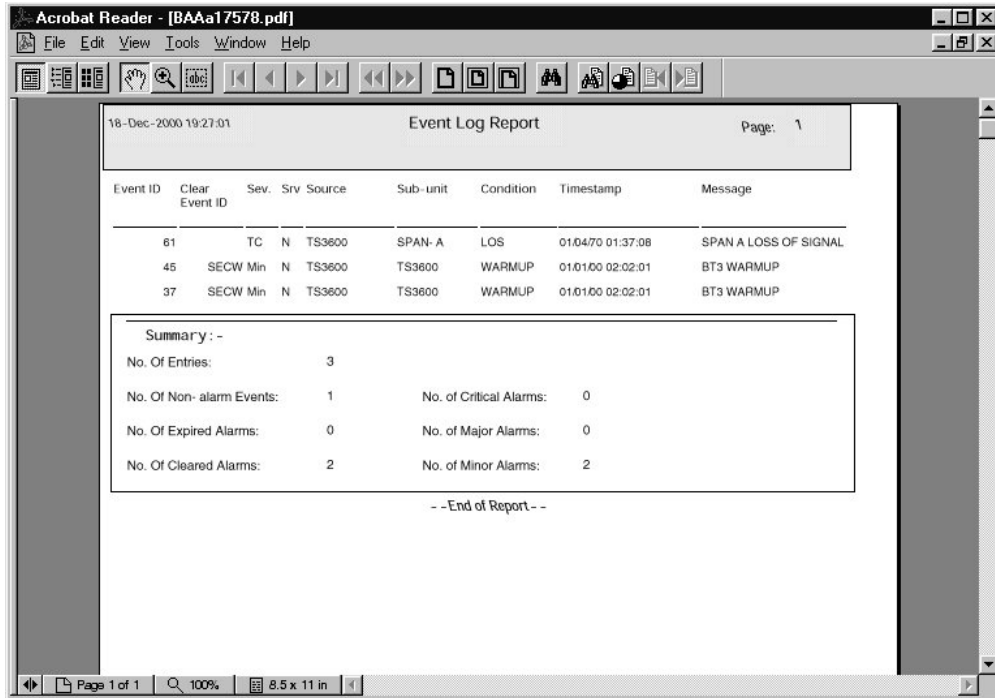 Acrobat Reader - [BAAa17578.pdf]
File Edit View Tools Window Help
18-Dec-2000 19:27:01 Event Log Report Page: 1
Event ID Clear Event ID Sev. Srv Source Sub-unit Condition Timestamp Message
61 TC N TS3600 SPAN- A LOS 01/04/70 01:37:08 SPAN A LOSS OF SIGNAL
45 SECW Min N TS3600 TS3600 WARMUP 01/01/00 02:02:01 BT3 WARMUP
37 SECW Min N TS3600 TS3600 WARMUP 01/01/00 02:02:01 BT3 WARMUP
Summary:-
No. Of Entries: 3
No. Of Non- alarm Events: 1 No. of Critical Alarms: 0
No. Of Expired Alarms: 0 No. of Major Alarms: 0
No. Of Cleared Alarms: 2 No. of Minor Alarms: 2
--End of Report--
Page 1 of 1 100% 8.5 x 11 in